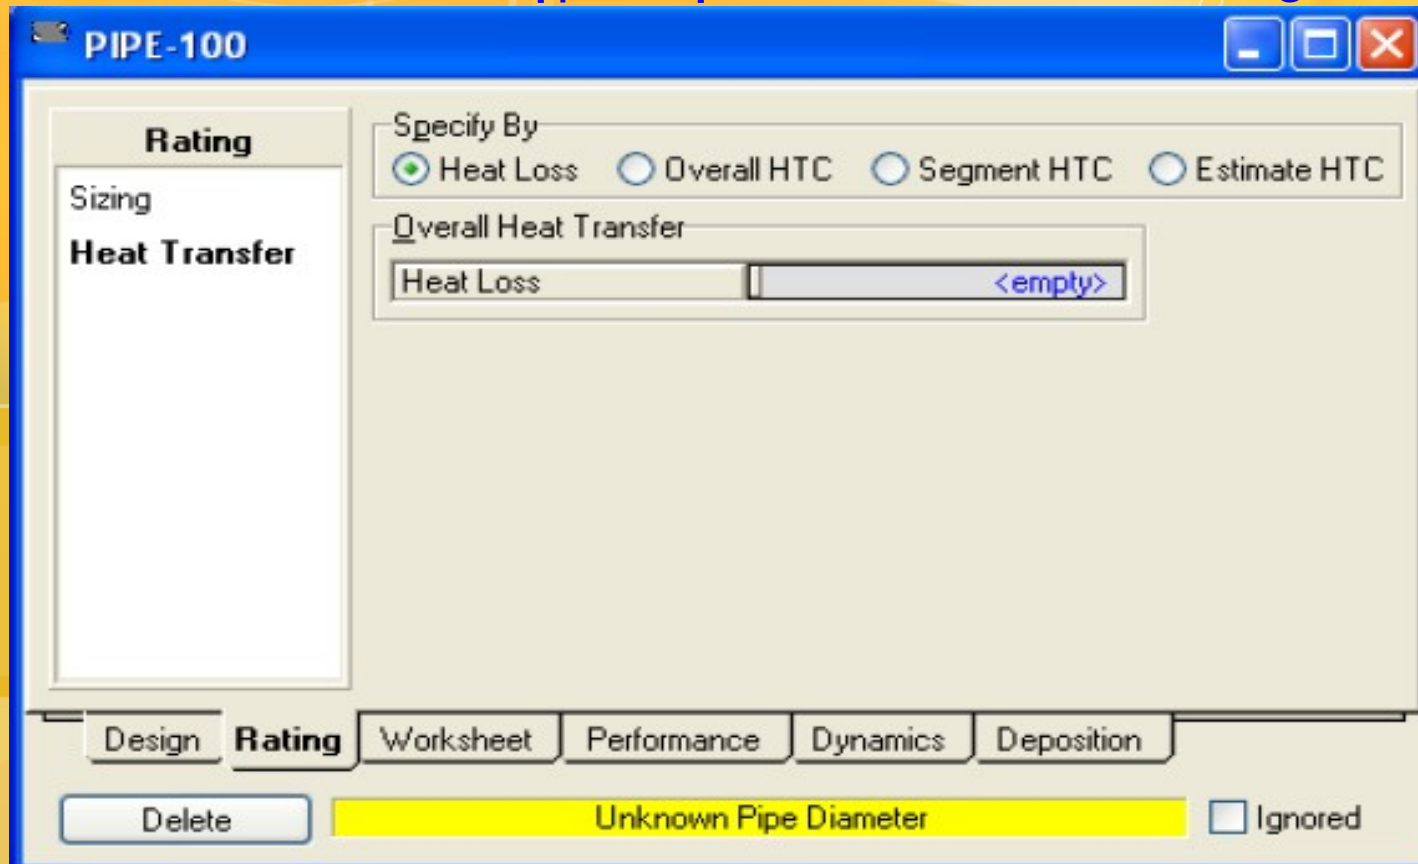 PIPE-100
Rating
Sizing
Heat Transfer
Specify By
Heat Loss Overall HTC Segment HTC Estimate HTC
Overall Heat Transfer
Heat Loss <empty>
Design Rating Worksheet Performance Dynamics Deposition
Delete Unknown Pipe Diameter Ignored